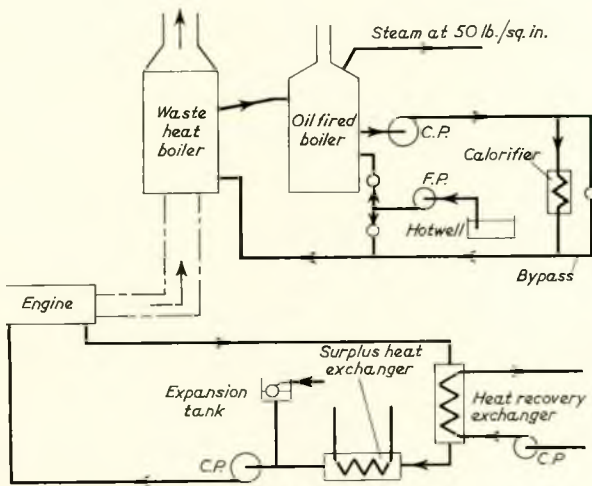 Steam at 50 lb./sq. in.
Waste
heat
boiler
Oil fired
boiler
C.P.
Calorifier
F.P.
Hotwell
Bypass
Engine
Surplus heat
exchanger
Expansion
tank
Heat recovery
exchanger
C.P.
C.P.